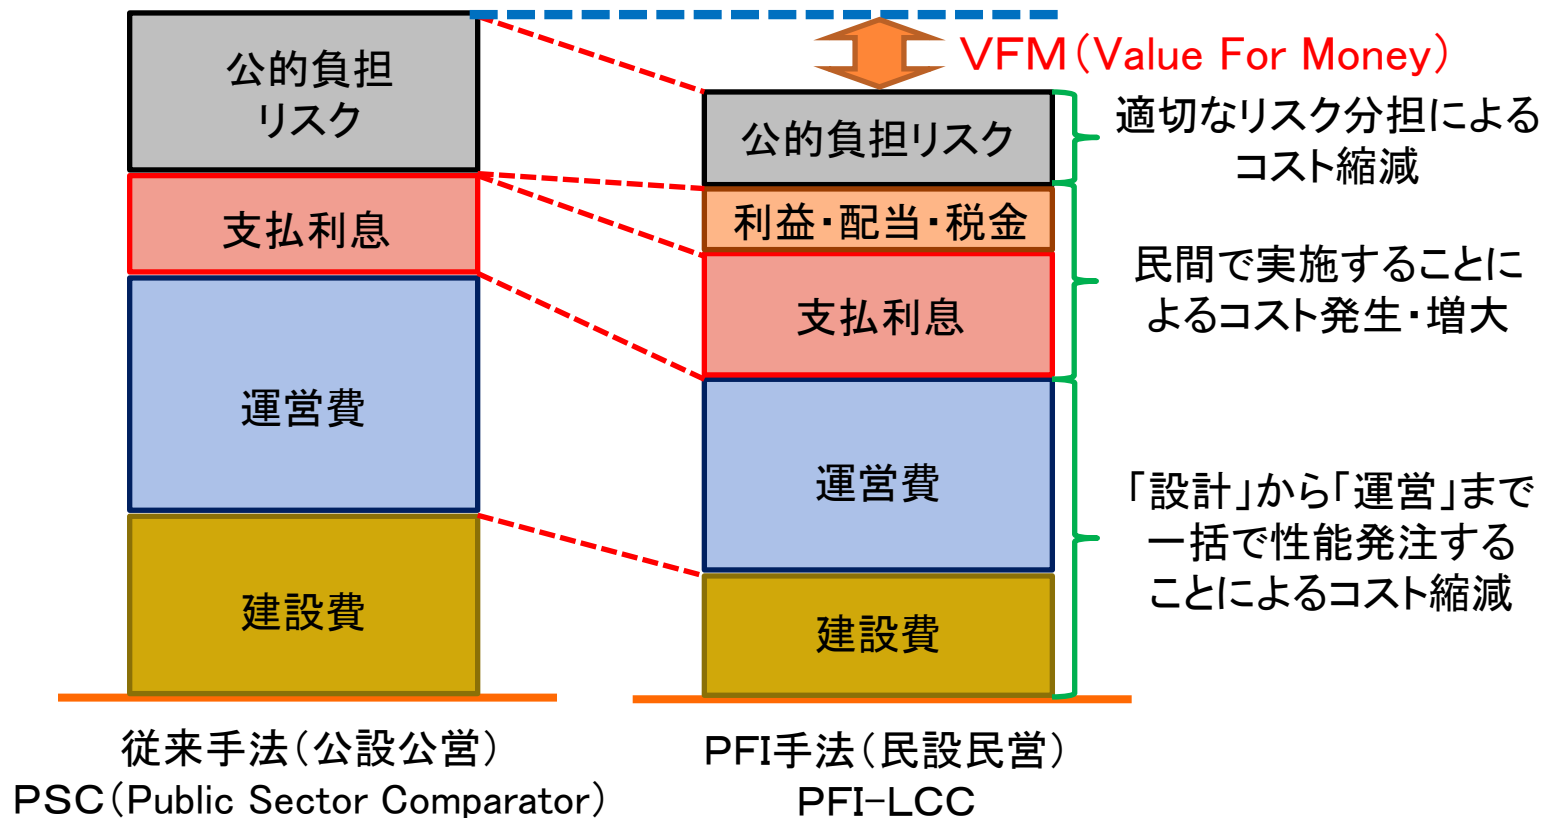 公的負担
リスク
支払利息
運営費
建設費
従来手法（公設公営）
PSC（Public Sector Comparator）
VFM（Value For Money）
公的負担リスク
利益・配当・税金
支払利息
運営費
建設費
PFI手法（民設民営）
PFI-LCC
適切なリスク分担による
コスト縮減
民間で実施することに
よるコスト発生・増大
「設計」から「運営」まで
一括で性能発注する
ことによるコスト縮減